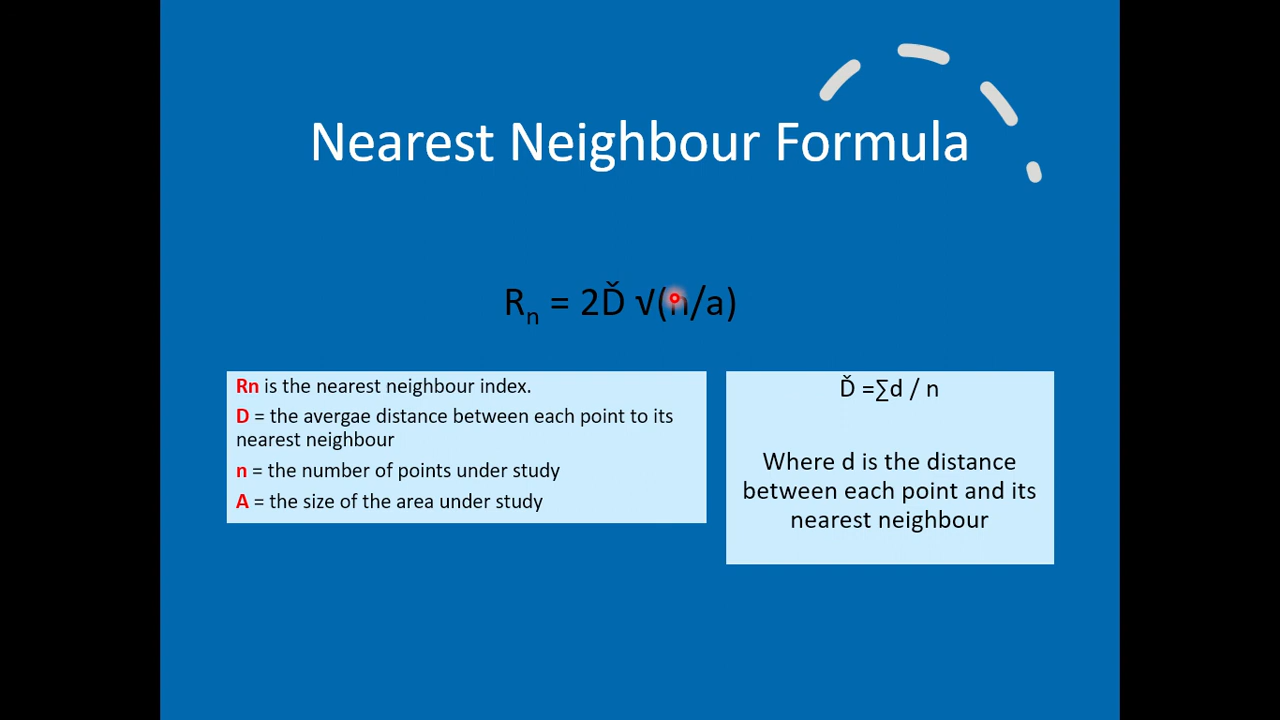 Nearest Neighbour Formula
Rn = 2Ď √(n/a)
Rn is the nearest neighbour index.
D = the avergae distance between each point to its
nearest neighbour
n = the number of points under study
A = the size of the area under study
Ď =∑d / n
Where d is the distance
between each point and its
nearest neighbour